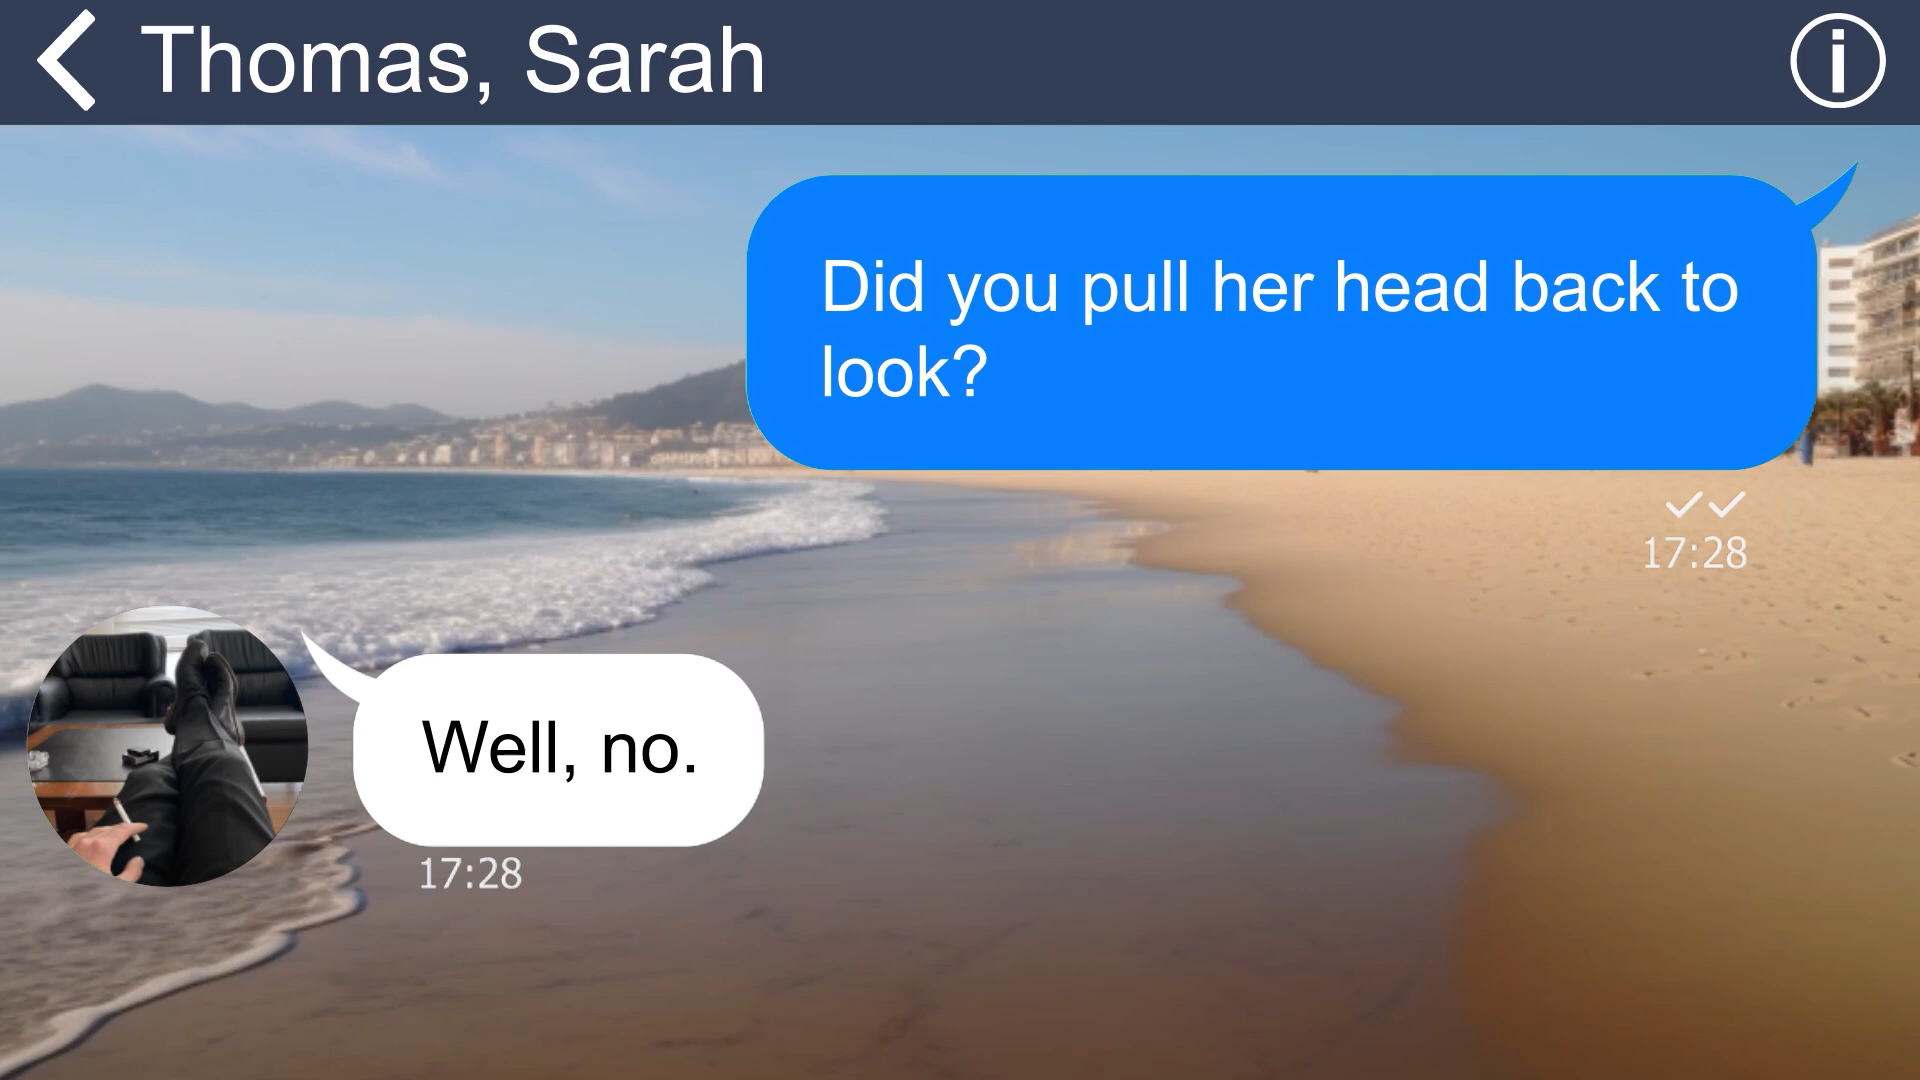 Thomas, Sarah
Did you pull her head back to
look?
17:28
Well, no.
17:28